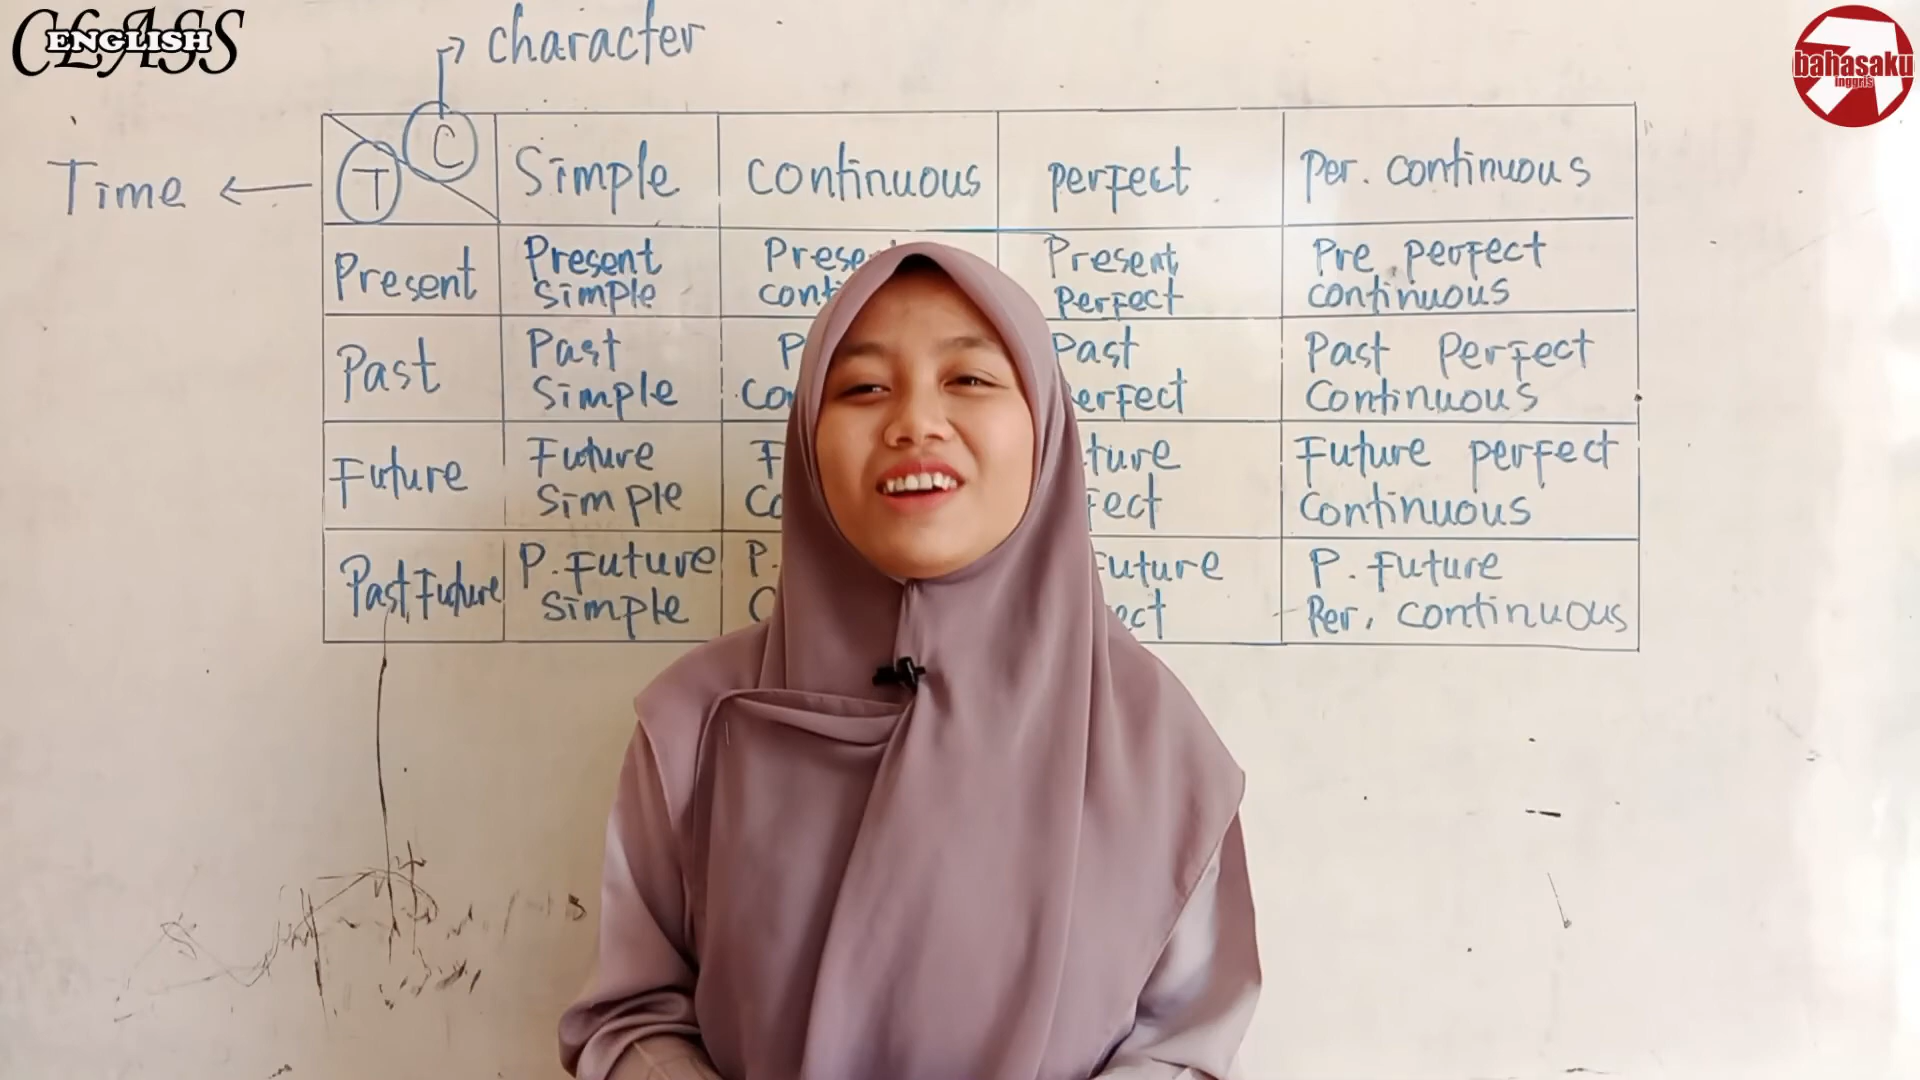 CLASS
ENGLISH
bahasaku
inggris
character
Time
T
C
Simple
continuous
perfect
Per. continuous
Present
Present
Simple
Present
Perfect
Pre perfect
continuous
Past
Past
Simple
Past
Past Perfect
Continuous
Future
Future
Simple
Future perfect
Continuous
Past Future
P. Future
Simple
P. Future
Per. continuous